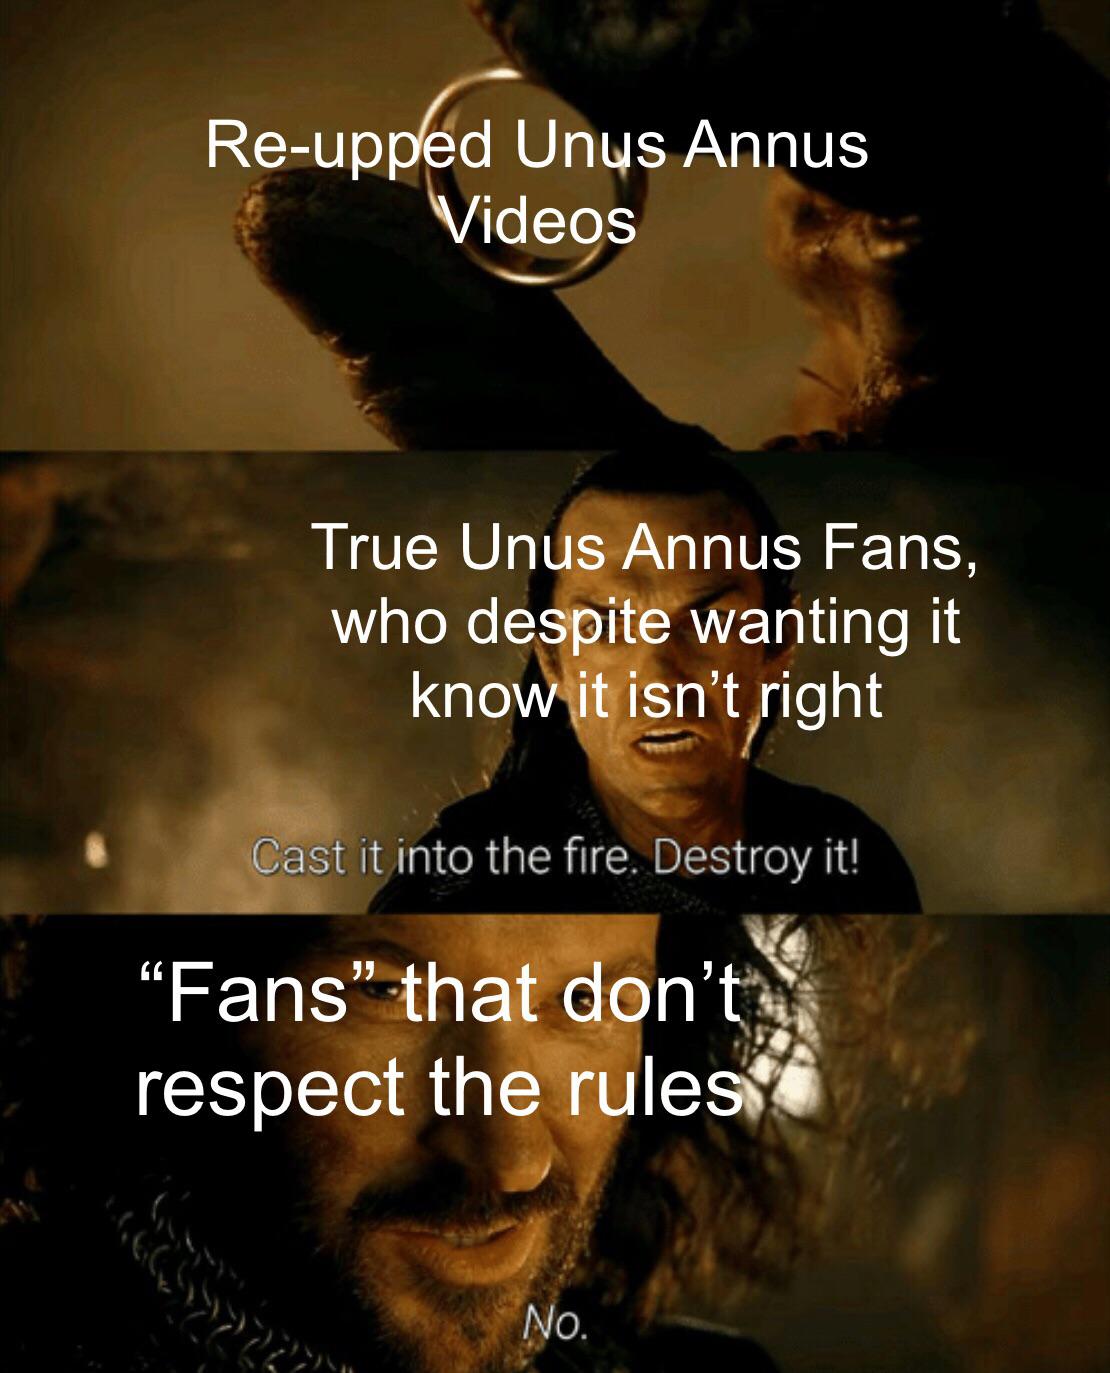 Re-upped Unus Annus
Videos
True Unus Annus Fans,
who despite wanting it
know it isn’t right
Cast it into the fire. Destroy it!
“Fans” that don’t
respect the rules
No.